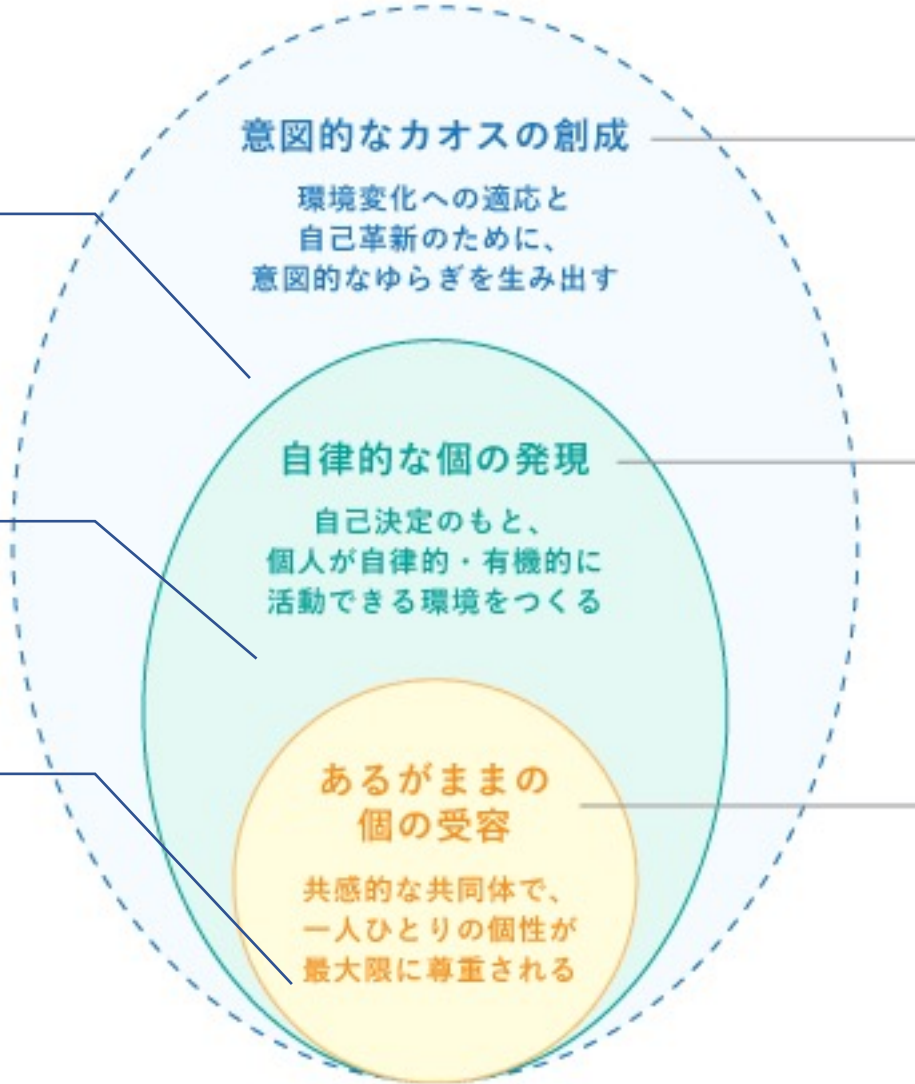 意図的なカオスの創成
環境変化への適応と
自己革新のために、
意図的なゆらぎを生み出す
自律的な個の発現
自己決定のもと、
個人が自律的・有機的に
活動できる環境をつくる
あるがままの
個の受容
共感的な共同体で、
一人ひとりの個性が
最大限に尊重される